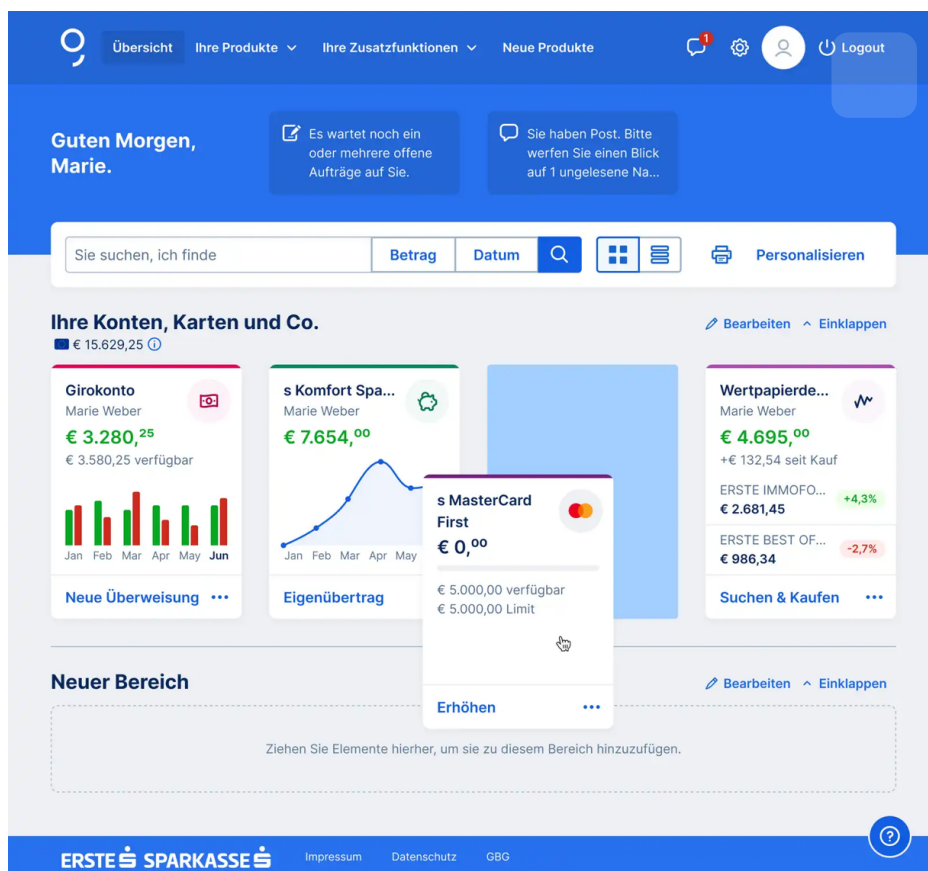 Übersicht
Ihre Produkte
Ihre Zusatzfunktionen
Neue Produkte
1
Logout
Guten Morgen,
Marie.
Es wartet noch ein
oder mehrere offene
Aufträge auf Sie.
Sie haben Post. Bitte
werfen Sie einen Blick
auf 1 ungelesene Na...
Sie suchen, ich finde
Betrag
Datum
Personalisieren
Ihre Konten, Karten und Co.
Bearbeiten
Einklappen
€ 15.629,25
Girokonto
Marie Weber
€ 3.280,25
€ 3.580,25 verfügbar
Jan Feb Mar Apr May Jun
Neue Überweisung
s Komfort Spa...
Marie Weber
€ 7.654,00
Jan Feb Mar Apr May
Eigenübertrag
s MasterCard
First
€ 0,00
€ 5.000,00 verfügbar
€ 5.000,00 Limit
Erhöhen
Wertpapierde...
Marie Weber
€ 4.695,00
+€ 132,54 seit Kauf
ERSTE IMMOFO...
€ 2.681,45
+4,3%
ERSTE BEST OF...
€ 986,34
-2,7%
Suchen & Kaufen
Neuer Bereich
Bearbeiten
Einklappen
Ziehen Sie Elemente hierher, um sie zu diesem Bereich hinzuzufügen.
ERSTE SPARKASSE
Impressum
Datenschutz
GBG